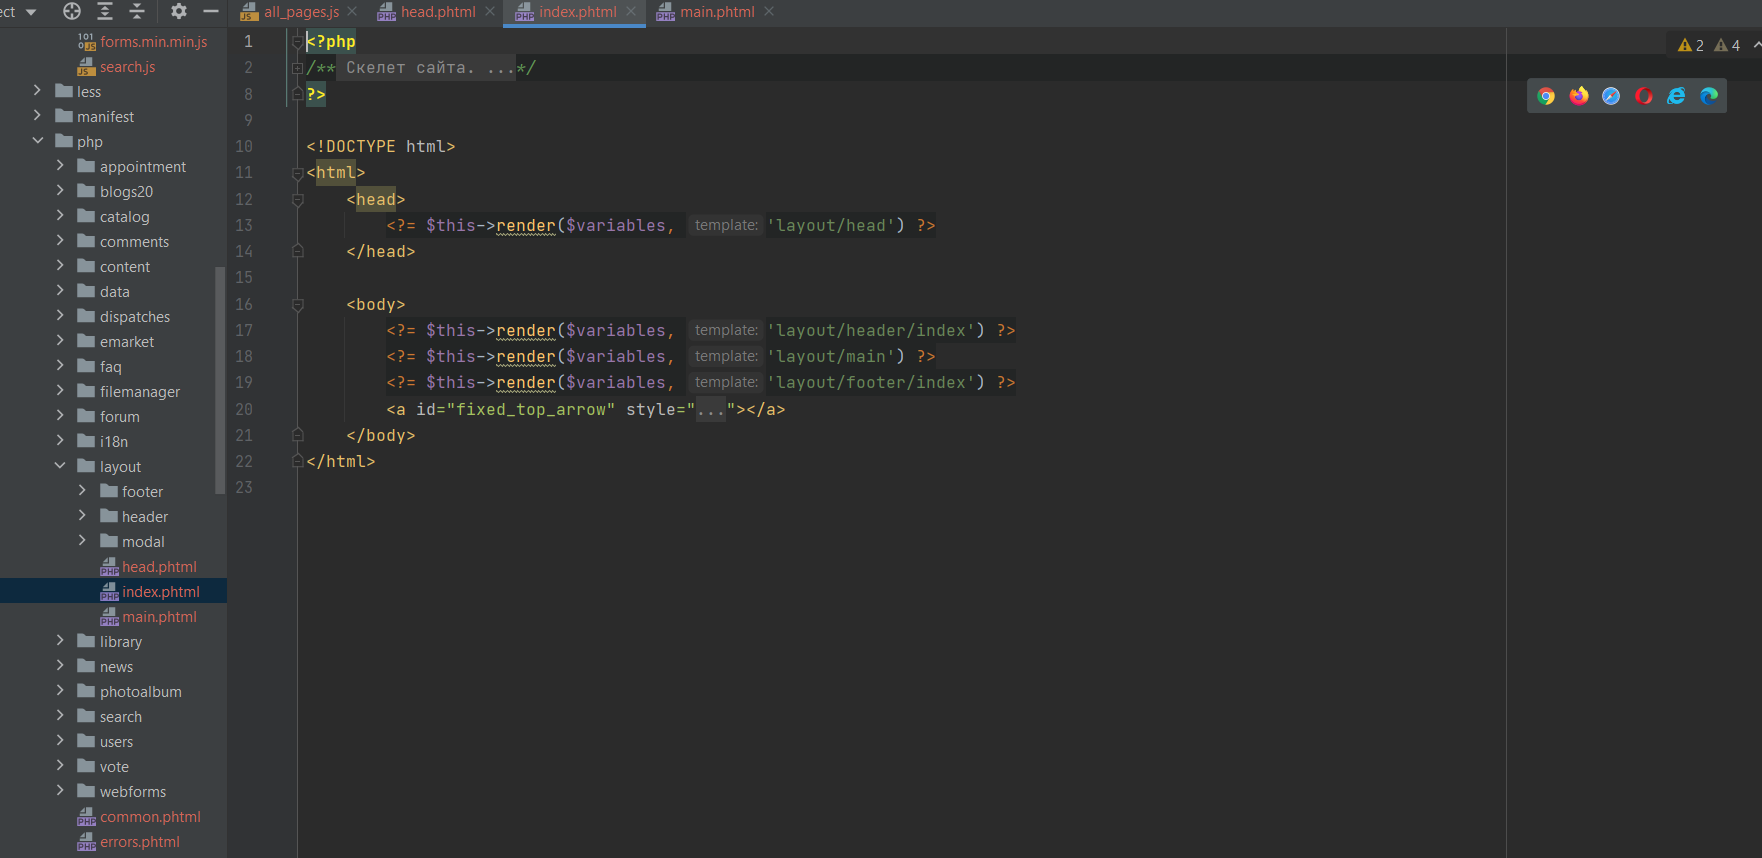 ect
all_pages.js
head.phtml
index.phtml
main.phtml
forms.min.min.js
search.js
less
manifest
php
appointment
blogs20
catalog
comments
content
data
dispatches
emarket
faq
filemanager
forum
i18n
layout
footer
header
modal
head.phtml
index.phtml
main.phtml
library
news
photoalbum
search
users
vote
webforms
common.phtml
errors.phtml
1 <?php
2 /** Скелет сайта. ...*/
8 ?>
9
10 <!DOCTYPE html>
11 <html>
12 <head>
13 <?= $this->render($variables, template: 'layout/head') ?>
14 </head>
15
16 <body>
17 <?= $this->render($variables, template: 'layout/header/index') ?>
18 <?= $this->render($variables, template: 'layout/main') ?>
19 <?= $this->render($variables, template: 'layout/footer/index') ?>
20 <a id="fixed_top_arrow" style="..."></a>
21 </body>
22 </html>
23
2 4